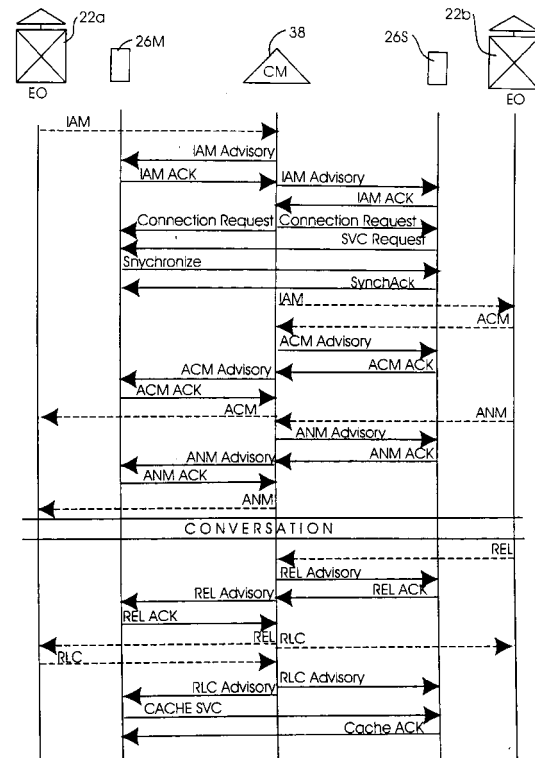 22a
26M
38
26S
22b
EO
CM
EO
IAM
IAM Advisory
IAM ACK
IAM Advisory
IAM ACK
Connection Request
Connection Request
SVC Request
Snychronize
SynchAck
IAM
ACM
ACM Advisory
ACM Advisory
ACM ACK
ACM ACK
ACM
ANM
ANM Advisory
ANM Advisory
ANM ACK
ANM ACK
ANM
CONVERSATION
REL
REL Advisory
REL Advisory
REL ACK
REL ACK
REL
RLC
RLC
RLC Advisory
RLC Advisory
CACHE SVC
Cache ACK